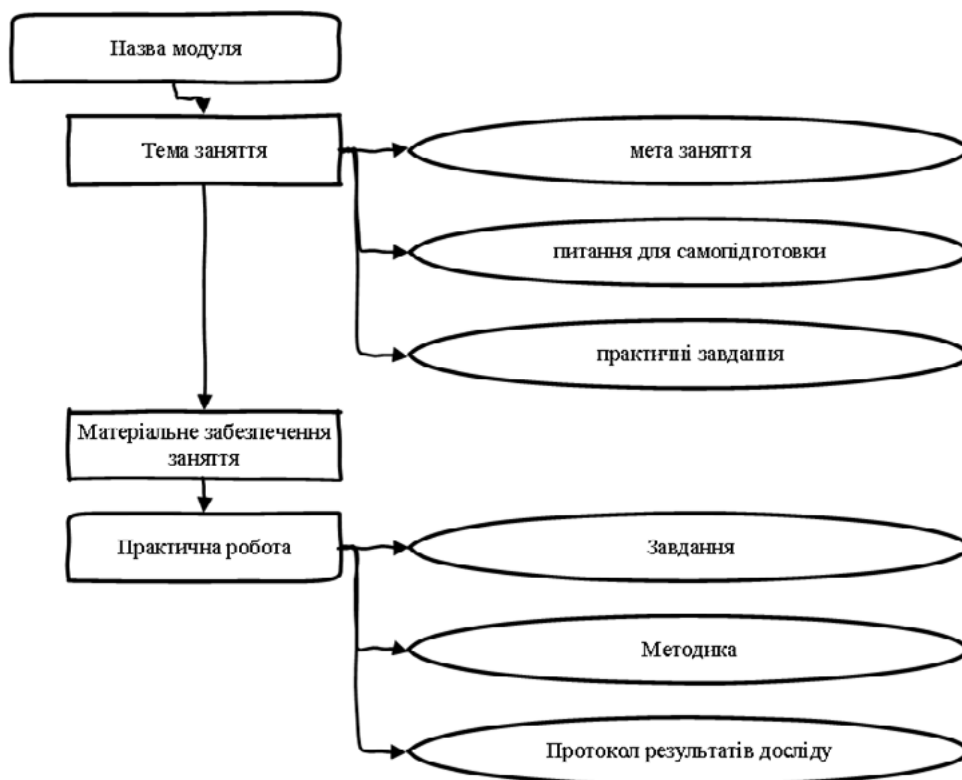 Назва модуля
Тема заняття
мета заняття
питання для самопідготовки
практичні завдання
Матеріальне забезпечення
заняття
Практична робота
Завдання
Методика
Протокол результатів досліду